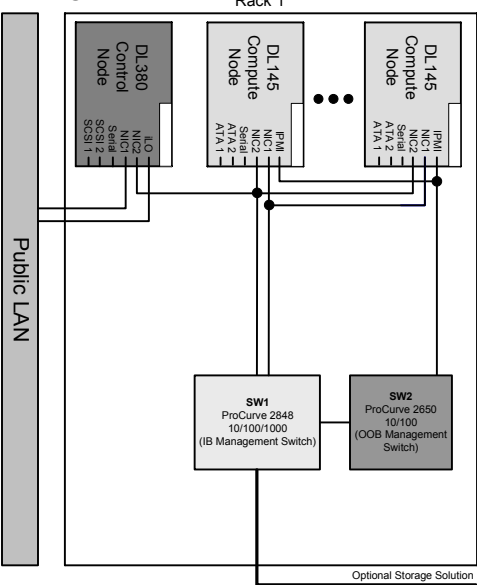 Rack 1
DL380
Control
Node
iLO
NIC2
NIC1
Serial
SCSI 2
SCSI 1
DL145
Compute
Node
IPMI
NIC1
NIC2
Serial
ATA 2
ATA 1
DL145
Compute
Node
IPMI
NIC1
NIC2
Serial
ATA 2
ATA 1
Public LAN
SW1
ProCurve 2848
10/100/1000
(IB Management Switch)
SW2
ProCurve 2650
10/100
(OOB Management
Switch)
Optional Storage Solution